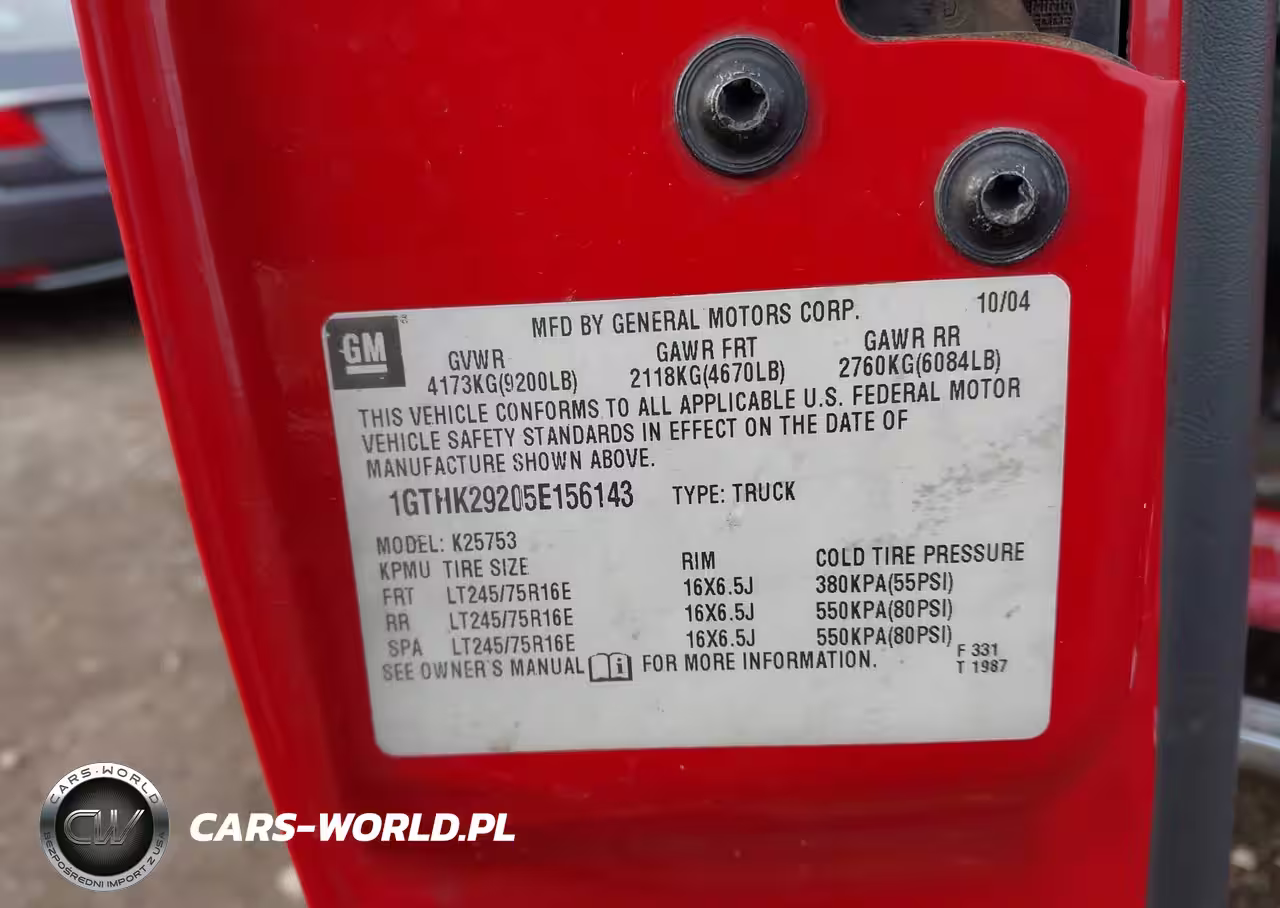 GM
MFD BY GENERAL MOTORS CORP.
10/04
GVWR GAWR FRT GAWR RR
4173KG(9200LB) 2118KG(4670LB) 2760KG(6084LB)
THIS VEHICLE CONFORMS TO ALL APPLICABLE U.S. FEDERAL MOTOR
VEHICLE SAFETY STANDARDS IN EFFECT ON THE DATE OF
MANUFACTURE SHOWN ABOVE.
1GTHK29205E156143 TYPE: TRUCK
MODEL: K25753
KPMU TIRE SIZE RIM COLD TIRE PRESSURE
FRT LT245/75R16E 16X6.5J 380KPA(55PSI)
RR LT245/75R16E 16X6.5J 550KPA(80PSI)
SPA LT245/75R16E 16X6.5J 550KPA(80PSI)
SEE OWNER'S MANUAL FOR MORE INFORMATION.
F 331
T 1987
CARS-WORLD
CW
BEZPOŚREDNI IMPORT Z USA
CARS-WORLD.PL